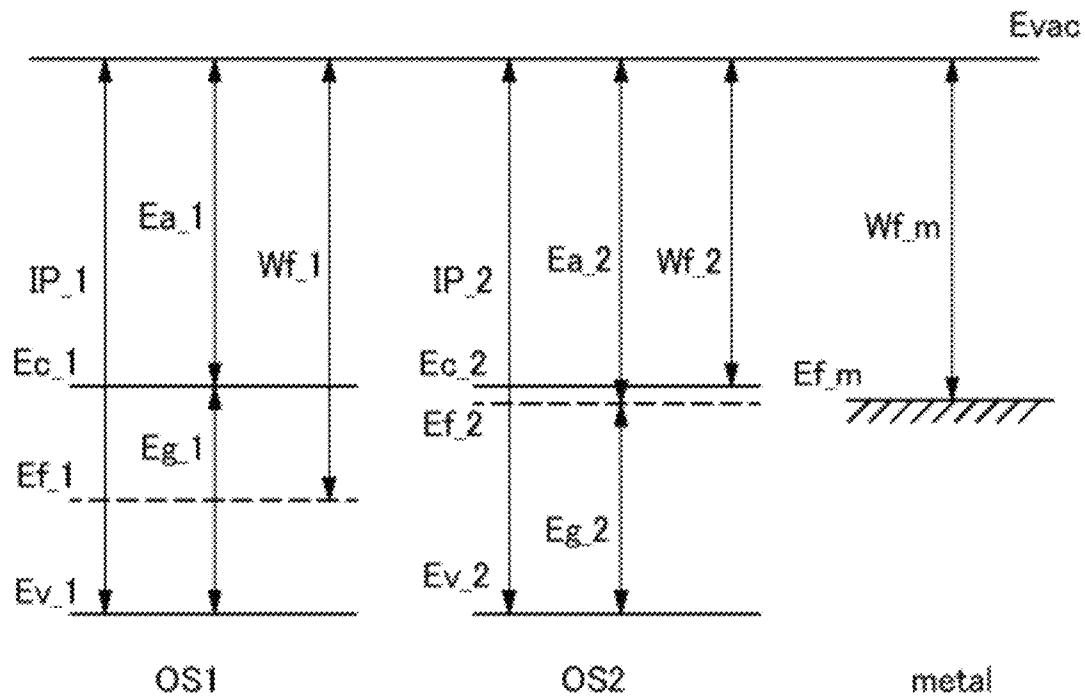 Evac
Ea_1
Wf_1
IP_1
Ec_1
Eg_1
Ef_1
Ev_1
OS1
Ea_2
Wf_2
IP_2
Ec_2
Ef_2
Eg_2
Ev_2
OS2
Wf_m
Ef_m
metal